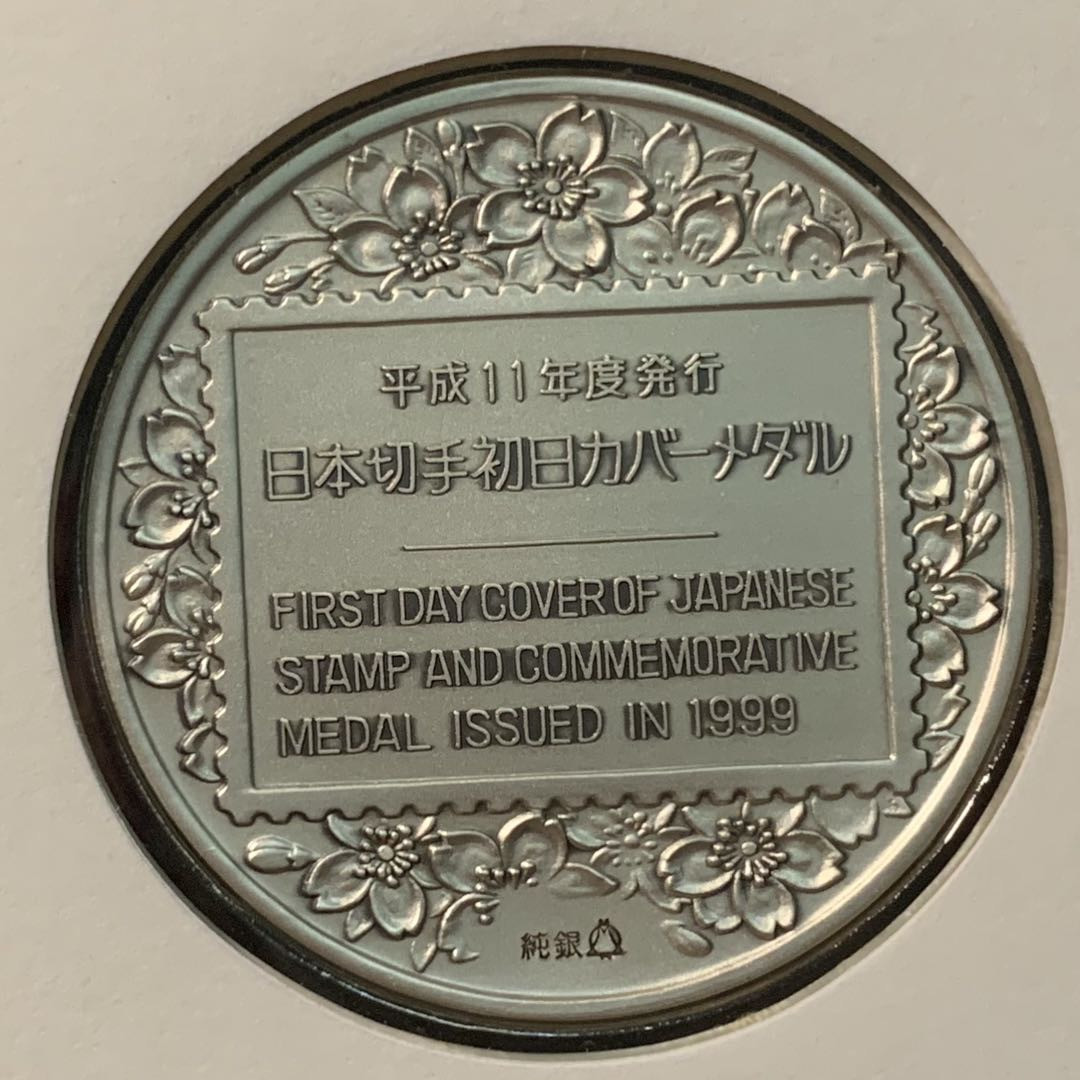 平成11年度発行
日本切手初日カバーメダル
FIRST DAY COVER OF JAPANESE
STAMP AND COMMEMORATIVE
MEDAL ISSUED IN 1999
純銀